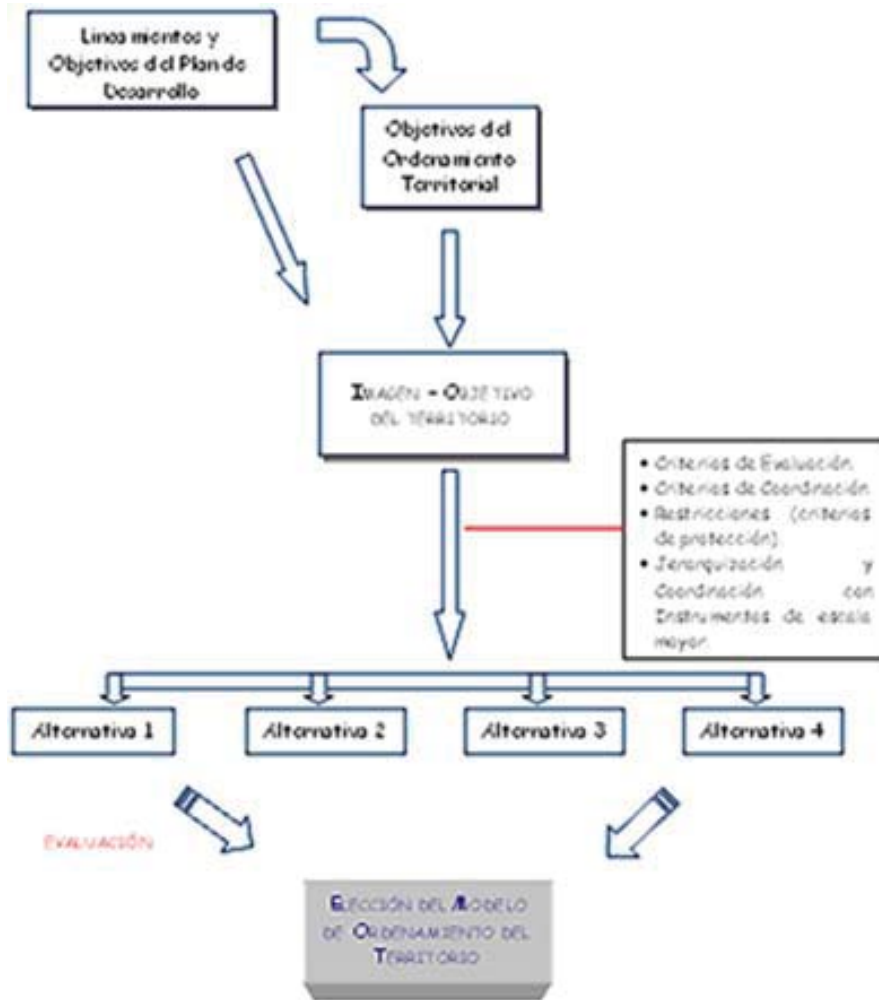 Lineamientos y
Objetivos del Plan de
Desarrollo
Objetivos del
Ordenamiento
Territorial
IMAGEN - OBJETIVO
DEL TERRITORIO
• Criterios de Evaluación
• Criterios de Coordinación
• Restricciones (criterios
de protección)
• Jerarquización y
Coordinación con
Instrumentos de escala
mayor.
Alternativa 1
Alternativa 2
Alternativa 3
Alternativa 4
EVALUACIÓN
ELECCIÓN DEL MODELO
DE ORDENAMIENTO DEL
TERRITORIO